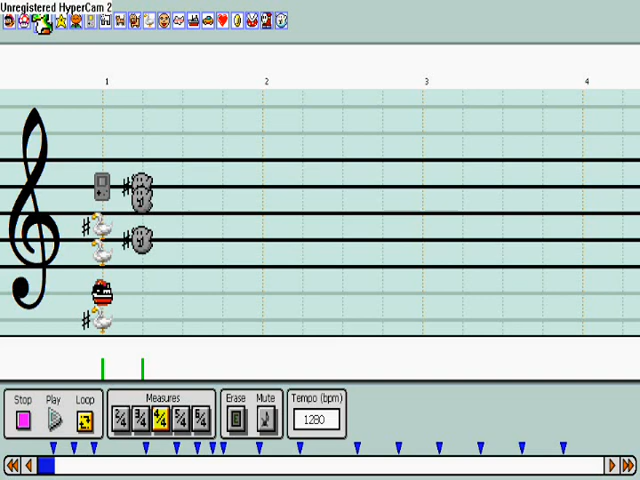 Unregistered HyperCam 2
1 2 3 4
Stop Play Loop Measures Erase Mute Tempo (bpm)
2/4 3/4 4/4 5/4 6/4 1280